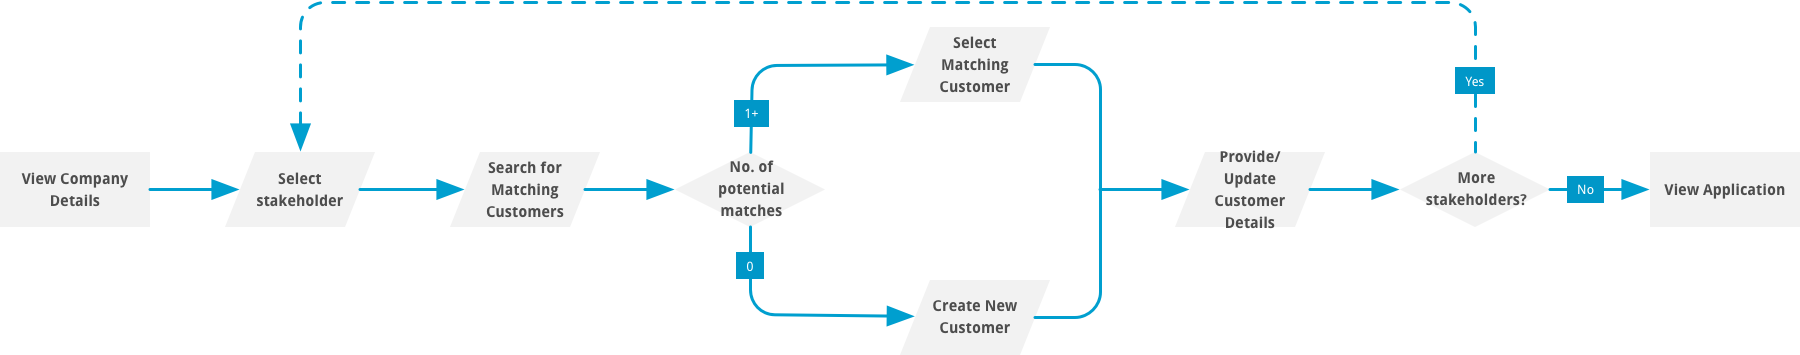 View Company
Details
Select
stakeholder
Search for
Matching
Customers
No. of
potential
matches
1+
0
Select
Matching
Customer
Create New
Customer
Provide/
Update
Customer
Details
More
stakeholders?
Yes
No
View Application